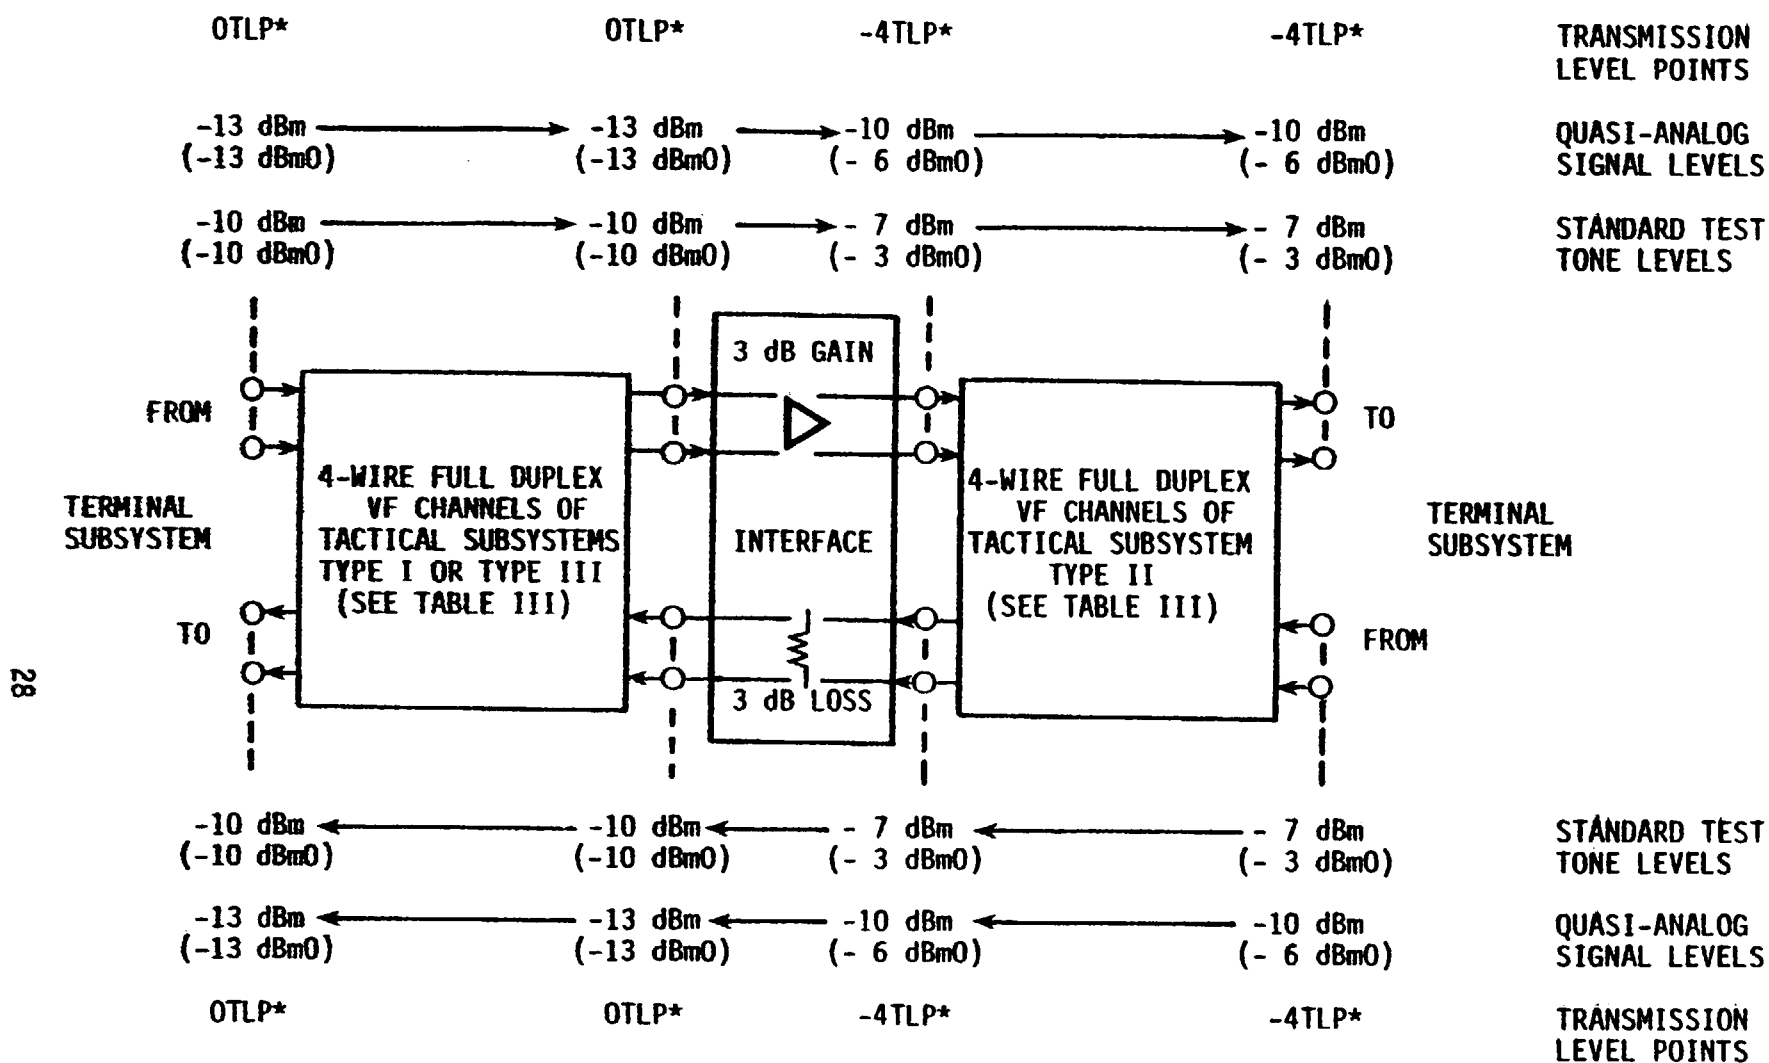 0TLP* 0TLP* -4TLP* -4TLP* TRANSMISSION
LEVEL POINTS
-13 dBm -13 dBm -10 dBm -10 dBm QUASI-ANALOG
(-13 dBm0) (-13 dBm0) (- 6 dBm0) (- 6 dBm0) SIGNAL LEVELS
-10 dBm -10 dBm - 7 dBm - 7 dBm STANDARD TEST
(-10 dBm0) (-10 dBm0) (- 3 dBm0) (- 3 dBm0) TONE LEVELS
3 dB GAIN
FROM
TO
4-WIRE FULL DUPLEX
VF CHANNELS OF
TACTICAL SUBSYSTEMS
TYPE I OR TYPE III
(SEE TABLE III)
4-WIRE FULL DUPLEX
VF CHANNELS OF
TACTICAL SUBSYSTEM
TYPE II
(SEE TABLE III)
TERMINAL
SUBSYSTEM
INTERFACE
TERMINAL
SUBSYSTEM
TO
FROM
3 dB LOSS
28
-10 dBm -10 dBm - 7 dBm - 7 dBm STANDARD TEST
(-10 dBm0) (-10 dBm0) (- 3 dBm0) (- 3 dBm0) TONE LEVELS
-13 dBm -13 dBm -10 dBm -10 dBm QUASI-ANALOG
(-13 dBm0) (-13 dBm0) (- 6 dBm0) (- 6 dBm0) SIGNAL LEVELS
0TLP* 0TLP* -4TLP* -4TLP* TRANSMISSION
LEVEL POINTS